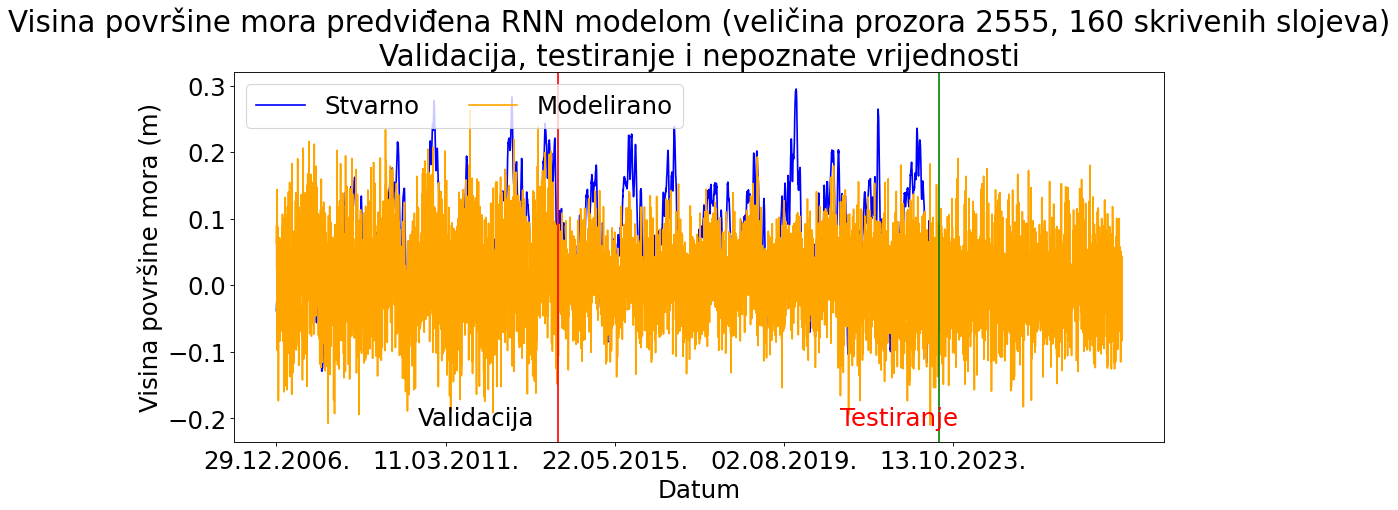 Visina površine mora predviđena RNN modelom (veličina prozora 2555, 160 skrivenih slojeva)
Validacija, testiranje i nepoznate vrijednosti
Stvarno
Modelirano
Visina površine mora (m)
0.3
0.2
0.1
0.0
−0.1
−0.2
Validacija
Testiranje
29.12.2006.
11.03.2011.
22.05.2015.
02.08.2019.
13.10.2023.
Datum